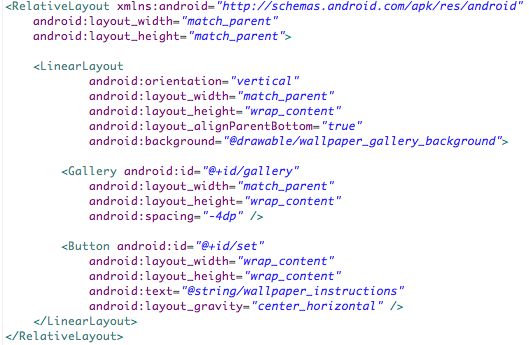 <RelativeLayout xmlns:android="http://schemas.android.com/apk/res/android"
    android:layout_width="match_parent"
    android:layout_height="match_parent">

    <LinearLayout
            android:orientation="vertical"
            android:layout_width="match_parent"
            android:layout_height="wrap_content"
            android:layout_alignParentBottom="true"
            android:background="@drawable/wallpaper_gallery_background">

        <Gallery android:id="@+id/gallery"
            android:layout_width="match_parent"
            android:layout_height="wrap_content"
            android:spacing="-4dp" />

        <Button android:id="@+id/set"
            android:layout_width="wrap_content"
            android:layout_height="wrap_content"
            android:text="@string/wallpaper_instructions"
            android:layout_gravity="center_horizontal" />
    </LinearLayout>
</RelativeLayout>